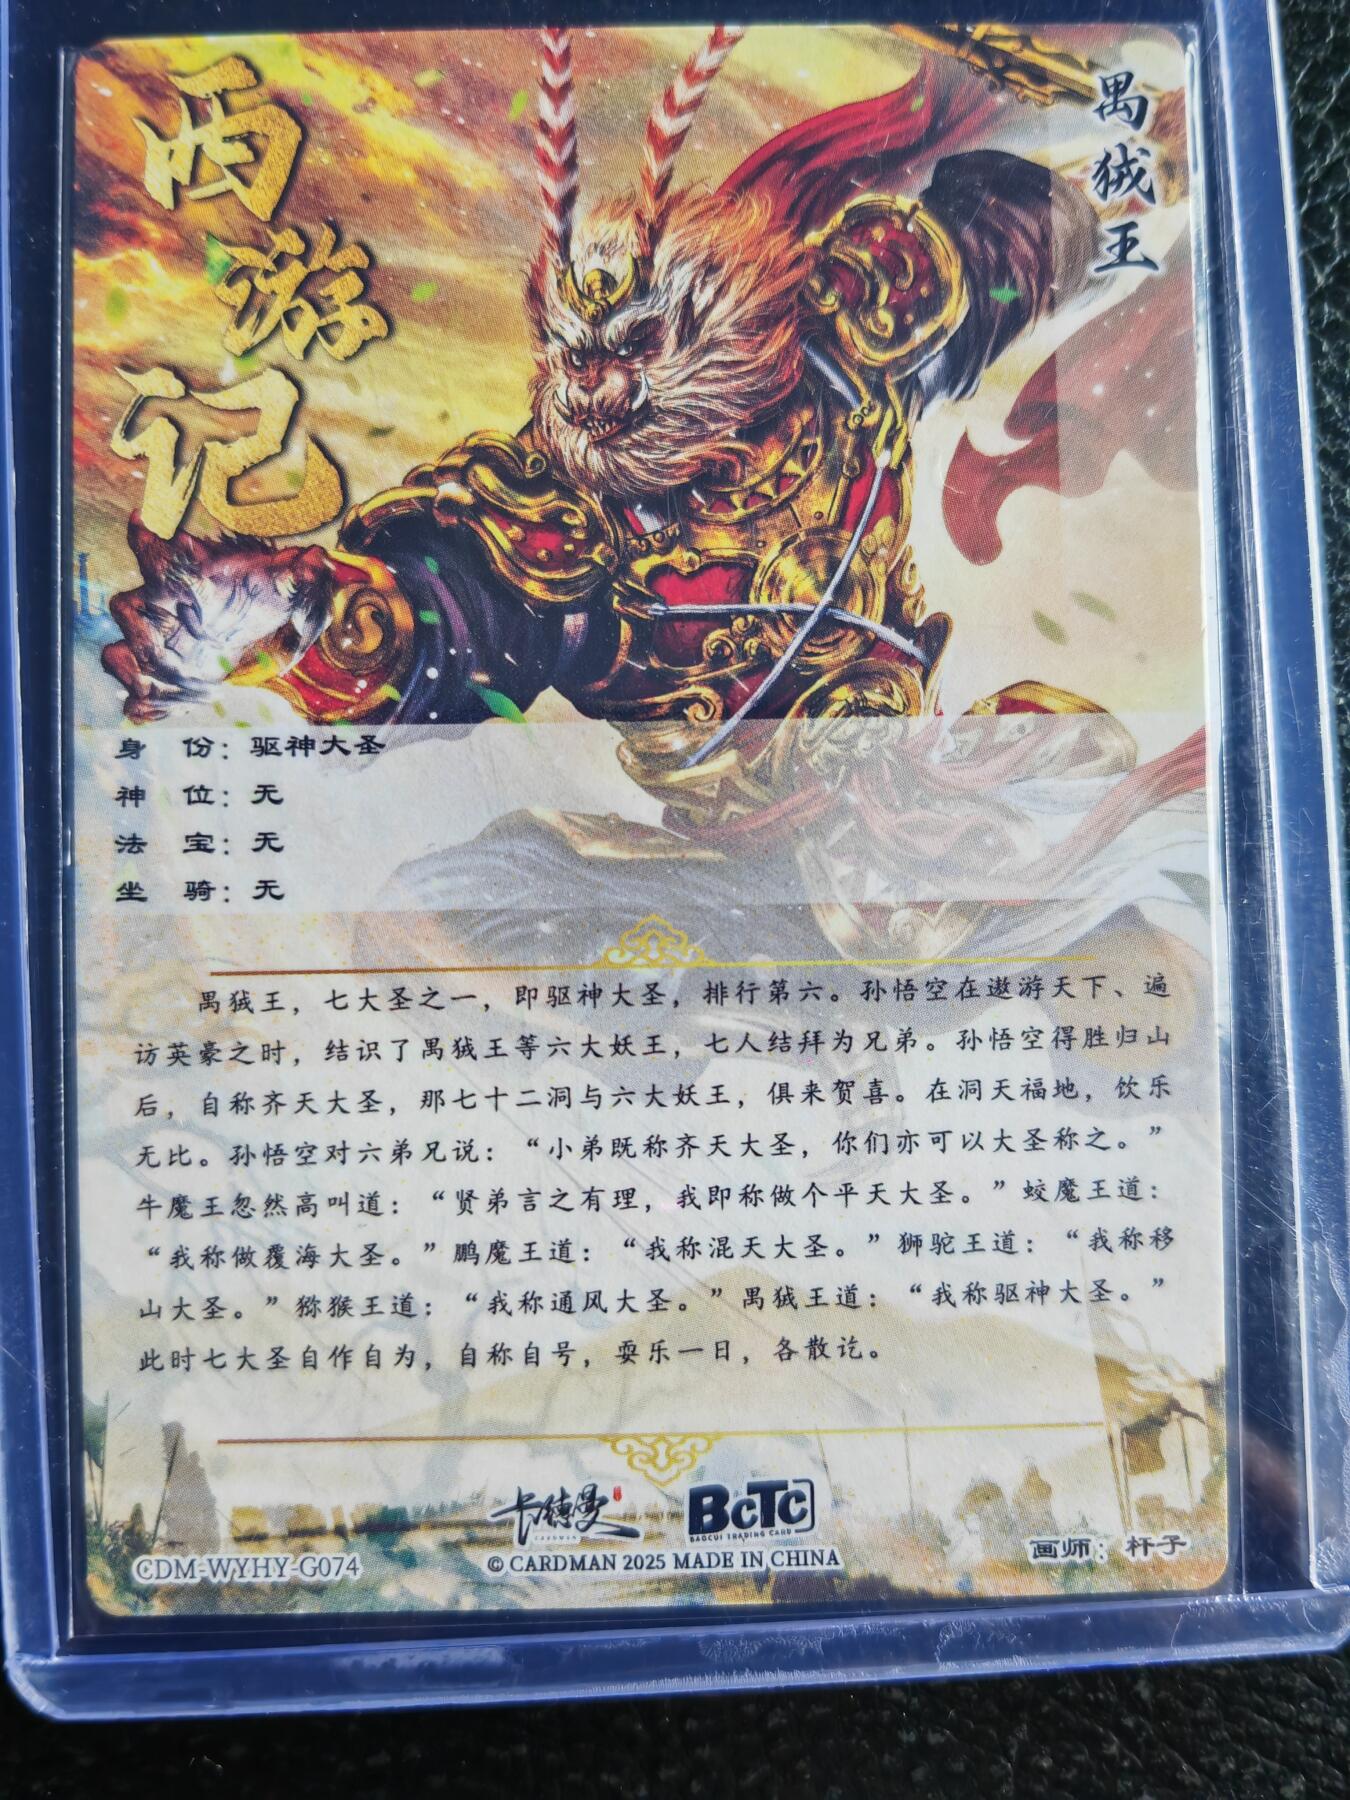 西游记
禺狨王
身 份：驱神大圣
神 位：无
法 宝：无
坐 骑：无
禺狨王，七大圣之一，即驱神大圣，排行第六。孙悟空在遨游天下、遍
访英豪之时，结识了禺狨王等六大妖王，七人结拜为兄弟。孙悟空得胜归山
后，自称齐天大圣，那七十二洞与六大妖王，俱来贺喜。在洞天福地，饮乐
无比。孙悟空对六弟兄说：“小弟既称齐天大圣，你们亦可以大圣称之。”
牛魔王忽然高叫道：“贤弟言之有理，我即称做个平天大圣。”蛟魔王道：
“我称做覆海大圣。”鹏魔王道：“我称混天大圣。”狮驼王道：“我称移
山大圣。”猕猴王道：“我称通风大圣。”禺狨王道：“我称驱神大圣。”
此时七大圣自作自为，自称自号，耍乐一日，各散讫。
卡德曼
CARDMAN
BCTC
BAOCUI TRADING CARD
CDM-WYHY-G074
© CARDMAN 2025 MADE IN CHINA
画师：杆子